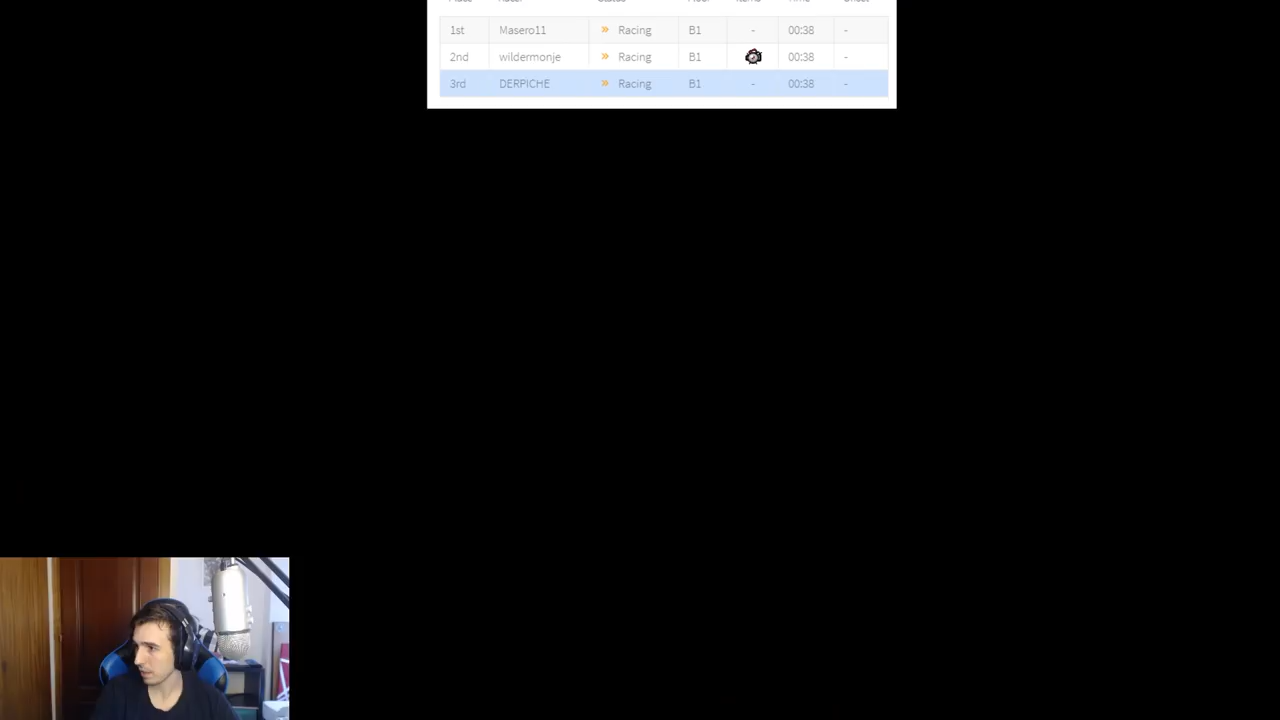 1st Masero11 » Racing B1 - 00:38 -
2nd wildermonje » Racing B1 00:38 -
3rd DERPICHE » Racing B1 - 00:38 -